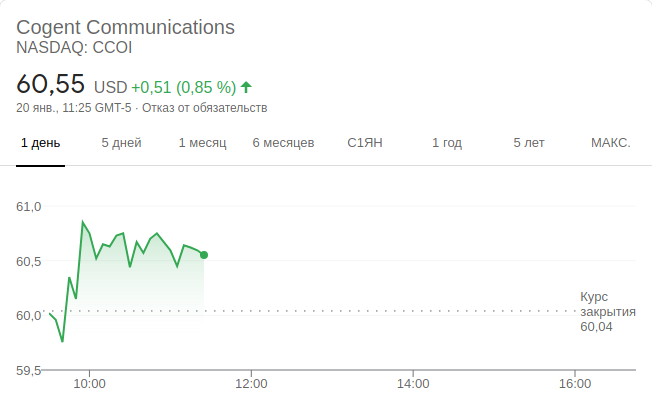 Cogent Communications
NASDAQ: CCOI
60,55 USD +0,51 (0,85 %)
20 янв., 11:25 GMT-5 · Отказ от обязательств
1 день 5 дней 1 месяц 6 месяцев С1ЯН 1 год 5 лет МАКС.
61,0
60,5
60,0
59,5
Курс
закрытия
60,04
10:00 12:00 14:00 16:00